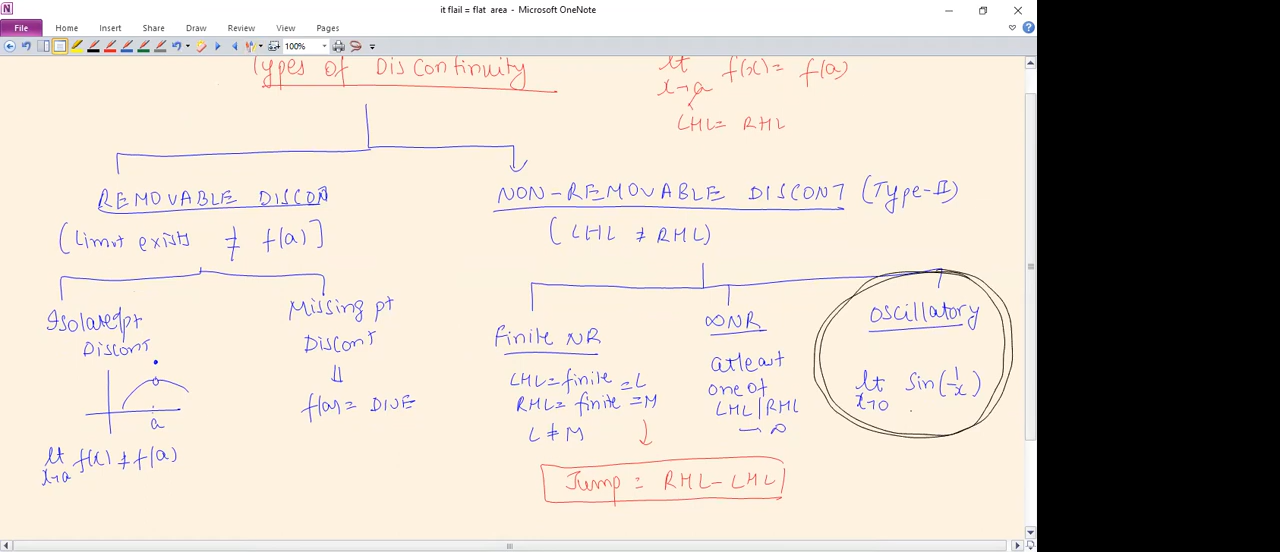 it flail = flat area - Microsoft OneNote
File Home Insert Draw Review View Pages
100%
Types of Discontinuity
lt f(x) = f(a)
x→a
LHL = RHL
REMOVABLE DISCON
NON-REMOVABLE DISCONT (Type-II)
(Limit exists ≠ f(a))
(LHL ≠ RHL)
Isolated pt
Discont
Missing pt
Discont
⇓
f(a) = DNE
a
lt f(x) ≠ f(a)
x→a
Finite NR
LHL = finite = L
RHL = finite = M
L ≠ M
∞ NR
atleast
one of
LHL | RHL
→ ∞
Oscillatory
lt sin(1/x)
x→0
Jump = RHL - LHL